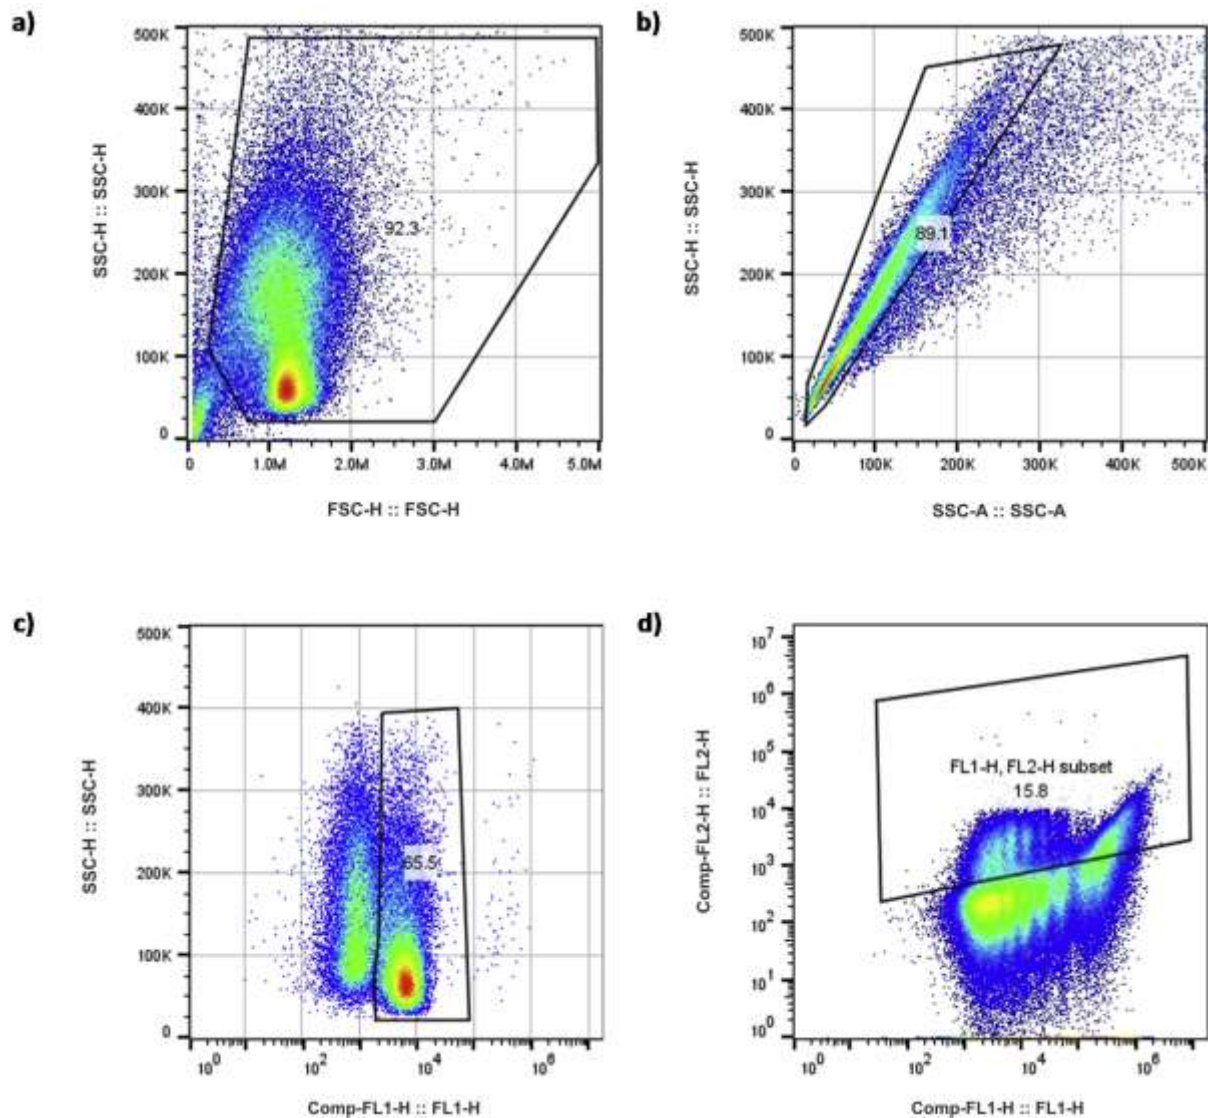 a)
500K
400K
300K
200K
100K
0
SSC-H :: SSC-H
92.3
0 1.0M 2.0M 3.0M 4.0M 5.0M
FSC-H :: FSC-H
b)
500K
400K
300K
200K
100K
0
SSC-H :: SSC-H
89.1
0 100K 200K 300K 400K 500K
SSC-A :: SSC-A
c)
500K
400K
300K
200K
100K
0
SSC-H :: SSC-H
65.5
10^0 10^2 10^4 10^6
Comp-FL1-H :: FL1-H
d)
10^7
10^6
10^5
10^4
10^3
10^2
10^1
10^0
Comp-FL2-H :: FL2-H
FL1-H, FL2-H subset
15.8
10^0 10^2 10^4 10^6
Comp-FL1-H :: FL1-H